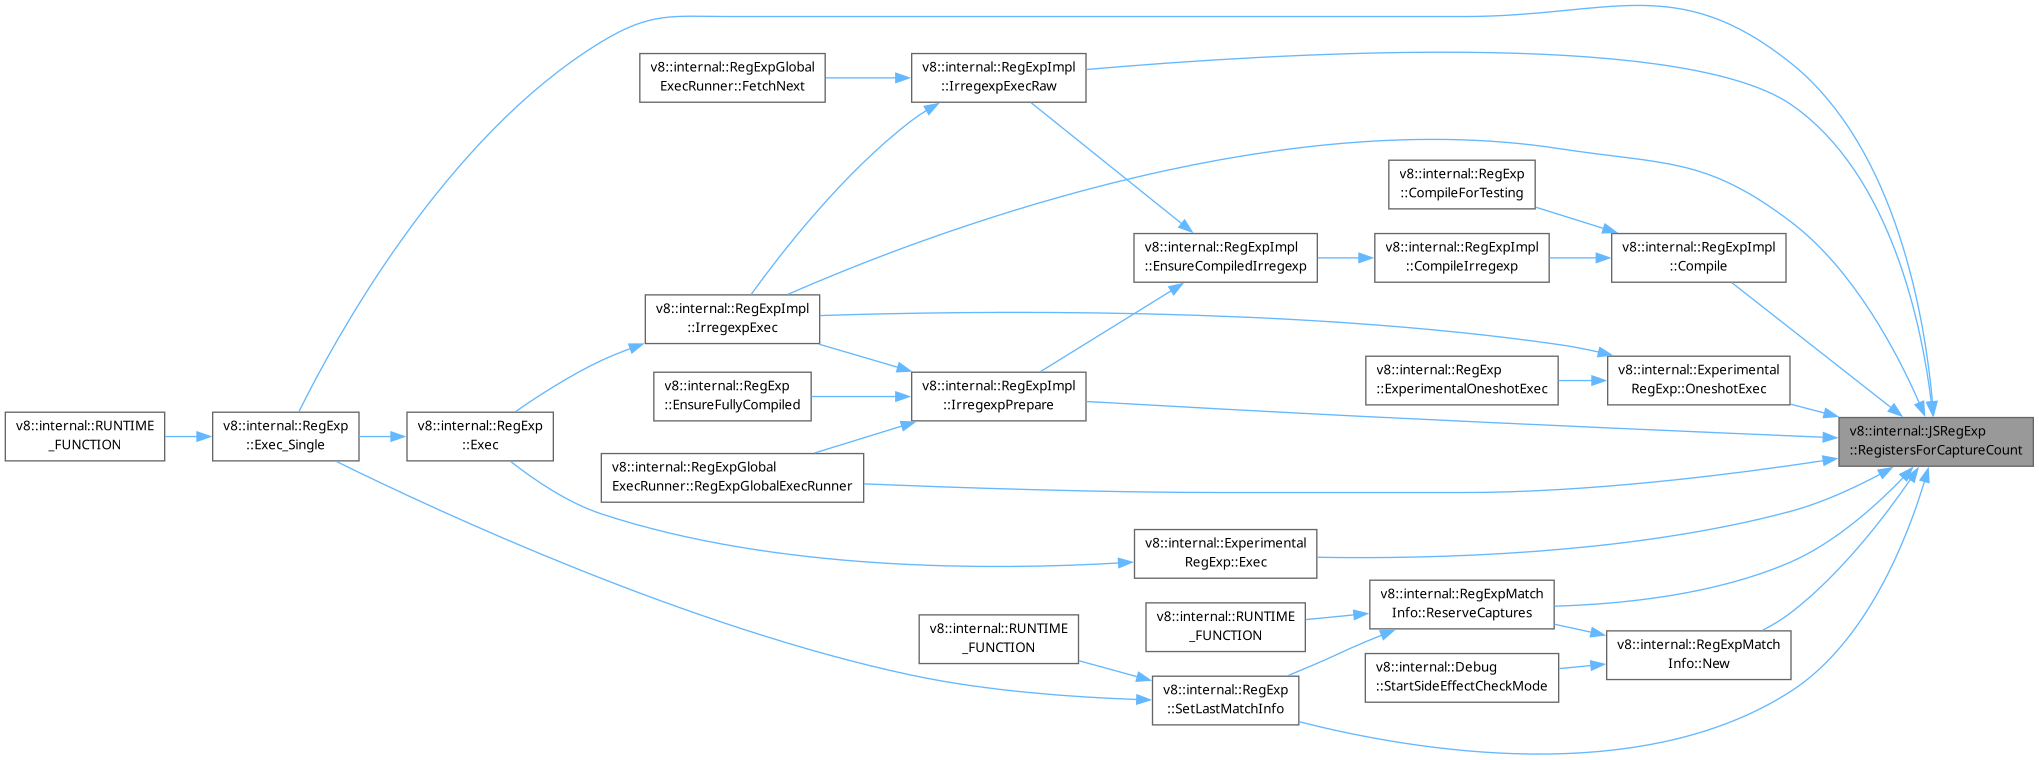 v8::internal::RegExpGlobal
ExecRunner::FetchNext
v8::internal::RegExpImpl
::IrregexpExecRaw
v8::internal::RegExp
::CompileForTesting
v8::internal::RegExpImpl
::EnsureCompiledIrregexp
v8::internal::RegExpImpl
::CompileIrregexp
v8::internal::RegExpImpl
::Compile
v8::internal::RegExpImpl
::IrregexpExec
v8::internal::RegExp
::ExperimentalOneshotExec
v8::internal::Experimental
RegExp::OneshotExec
v8::internal::RegExp
::EnsureFullyCompiled
v8::internal::RegExpImpl
::IrregexpPrepare
v8::internal::RUNTIME
_FUNCTION
v8::internal::RegExp
::Exec_Single
v8::internal::RegExp
::Exec
v8::internal::JSRegExp
::RegistersForCaptureCount
v8::internal::RegExpGlobal
ExecRunner::RegExpGlobalExecRunner
v8::internal::Experimental
RegExp::Exec
v8::internal::RegExpMatch
Info::ReserveCaptures
v8::internal::RUNTIME
_FUNCTION
v8::internal::RUNTIME
_FUNCTION
v8::internal::RegExpMatch
Info::New
v8::internal::Debug
::StartSideEffectCheckMode
v8::internal::RegExp
::SetLastMatchInfo